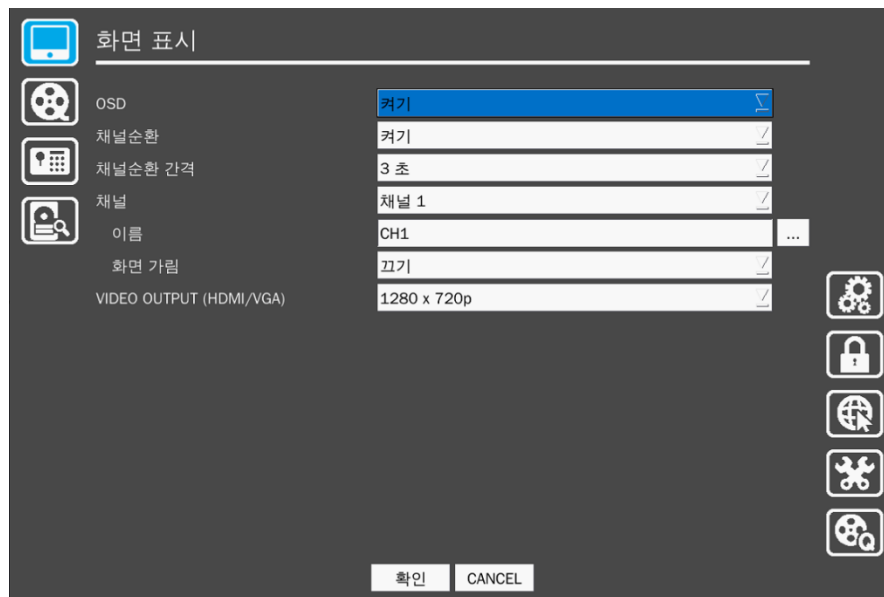 화면 표시
OSD 켜기
채널순환 켜기
채널순환 간격 3 초
채널 채널 1
이름 CH1 ...
화면 가림 끄기
VIDEO OUTPUT (HDMI/VGA) 1280 x 720p
Q
확인 CANCEL